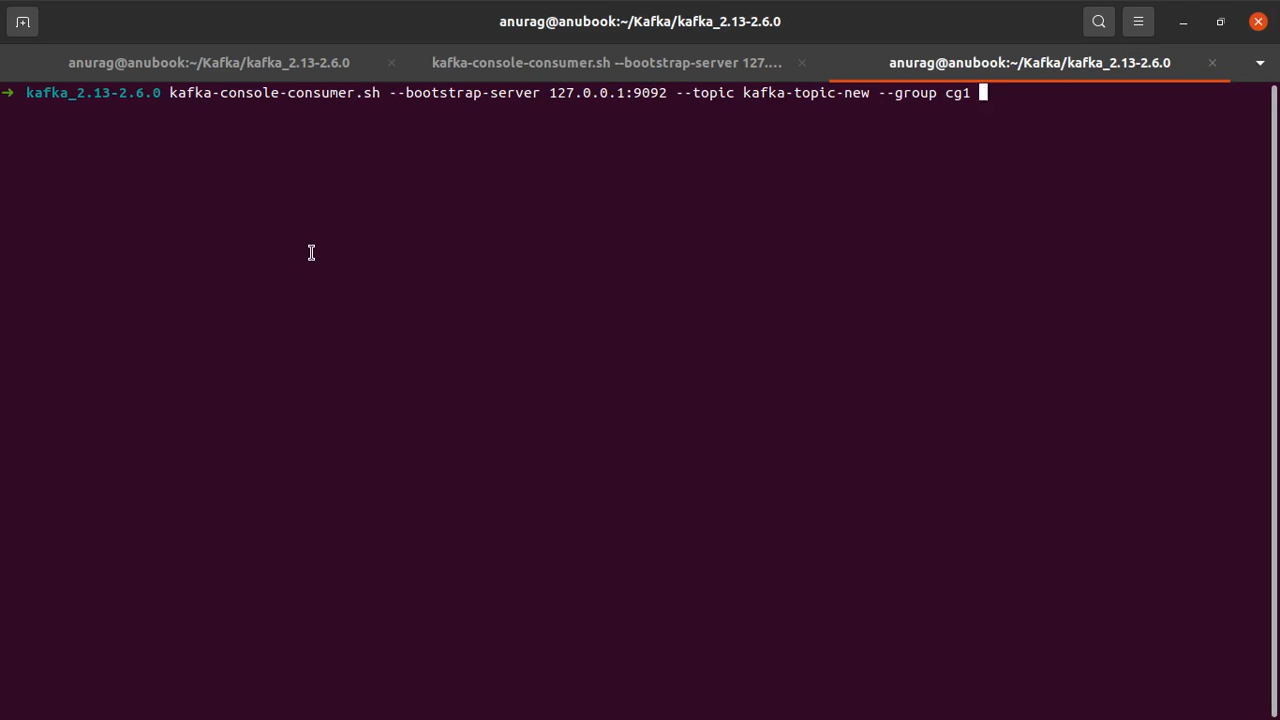 anurag@anubook:~/Kafka/kafka_2.13-2.6.0
anurag@anubook:~/Kafka/kafka_2.13-2.6.0
kafka-console-consumer.sh --bootstrap-server 127....
anurag@anubook:~/Kafka/kafka_2.13-2.6.0
→ kafka_2.13-2.6.0 kafka-console-consumer.sh --bootstrap-server 127.0.0.1:9092 --topic kafka-topic-new --group cg1